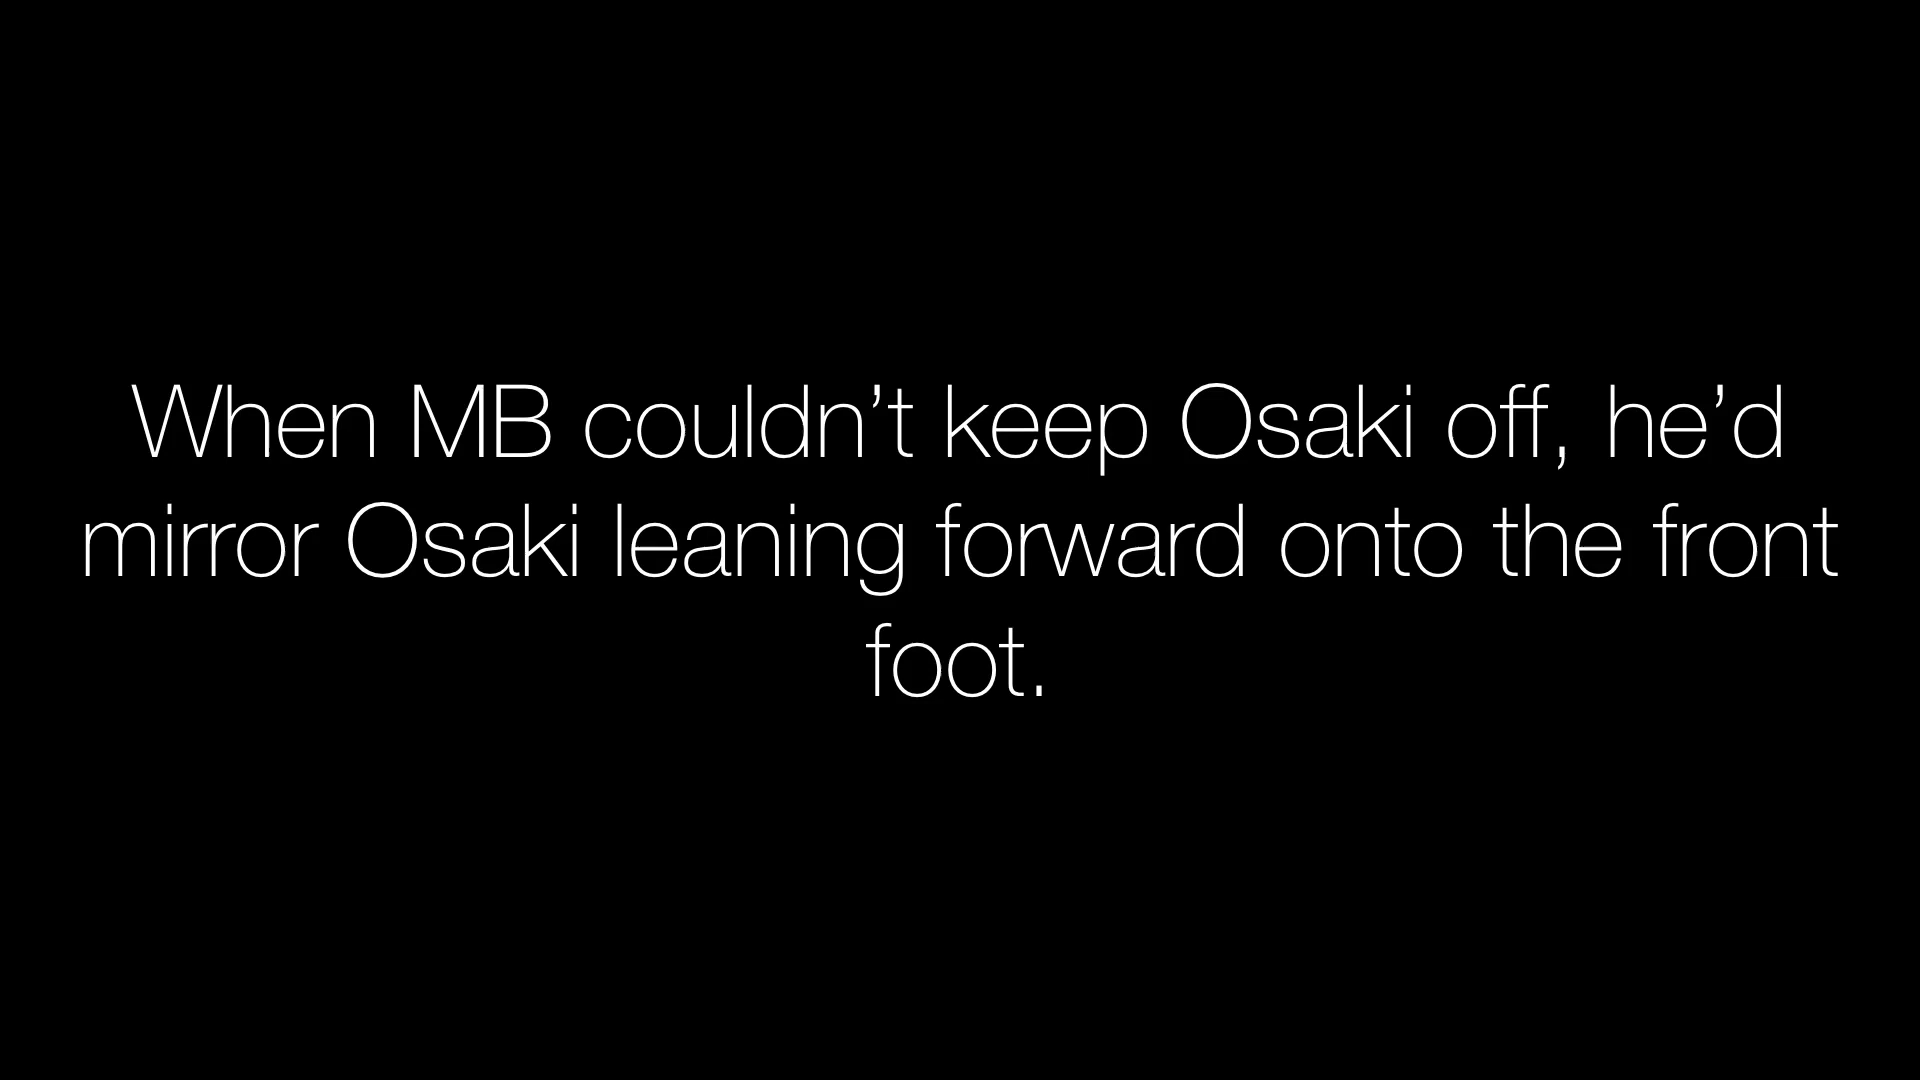 When MB couldn’t keep Osaki off, he’d
mirror Osaki leaning forward onto the front
foot.